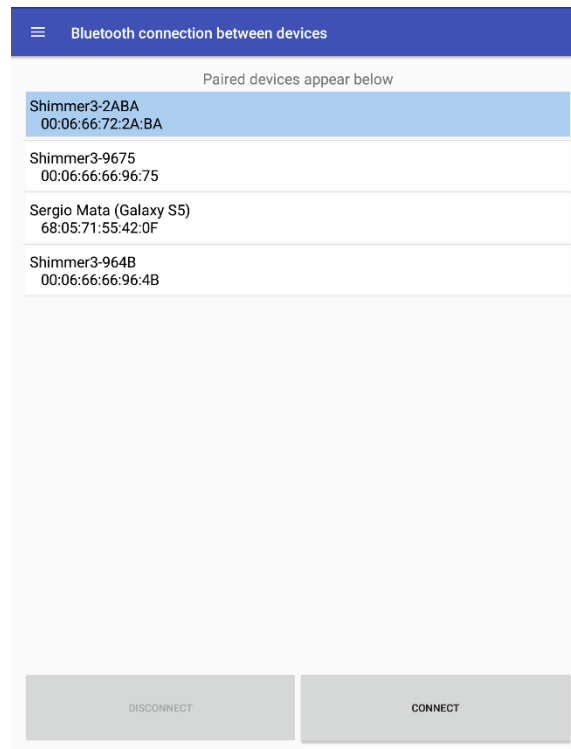 Bluetooth connection between devices
Paired devices appear below
Shimmer3-2ABA
00:06:66:72:2A:BA
Shimmer3-9675
00:06:66:66:96:75
Sergio Mata (Galaxy S5)
68:05:71:55:42:0F
Shimmer3-964B
00:06:66:66:96:4B
DISCONNECT
CONNECT